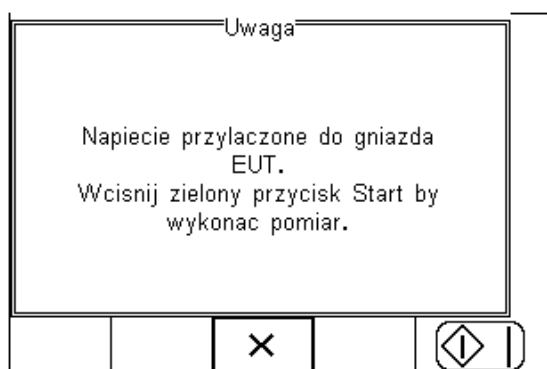 Uwaga
Napiecie przylaczone do gniazda
EUT.
Wcisnij zielony przycisk Start by
wykonac pomiar.